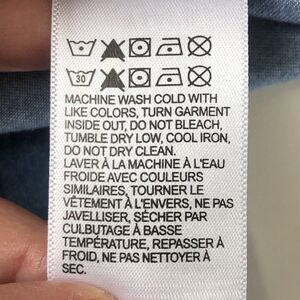 30
MACHINE WASH COLD WITH
LIKE COLORS, TURN GARMENT
INSIDE OUT, DO NOT BLEACH,
TUMBLE DRY LOW, COOL IRON,
DO NOT DRY CLEAN.
LAVER À LA MACHINE À L'EAU
FROIDE AVEC COULEURS
SIMILAIRES, TOURNER LE
VÊTEMENT À L'ENVERS, NE PAS
JAVELLISER, SÉCHER PAR
CULBUTAGE À BASSE
TEMPÉRATURE, REPASSER À
FROID, NE PAS NETTOYER À
SEC.